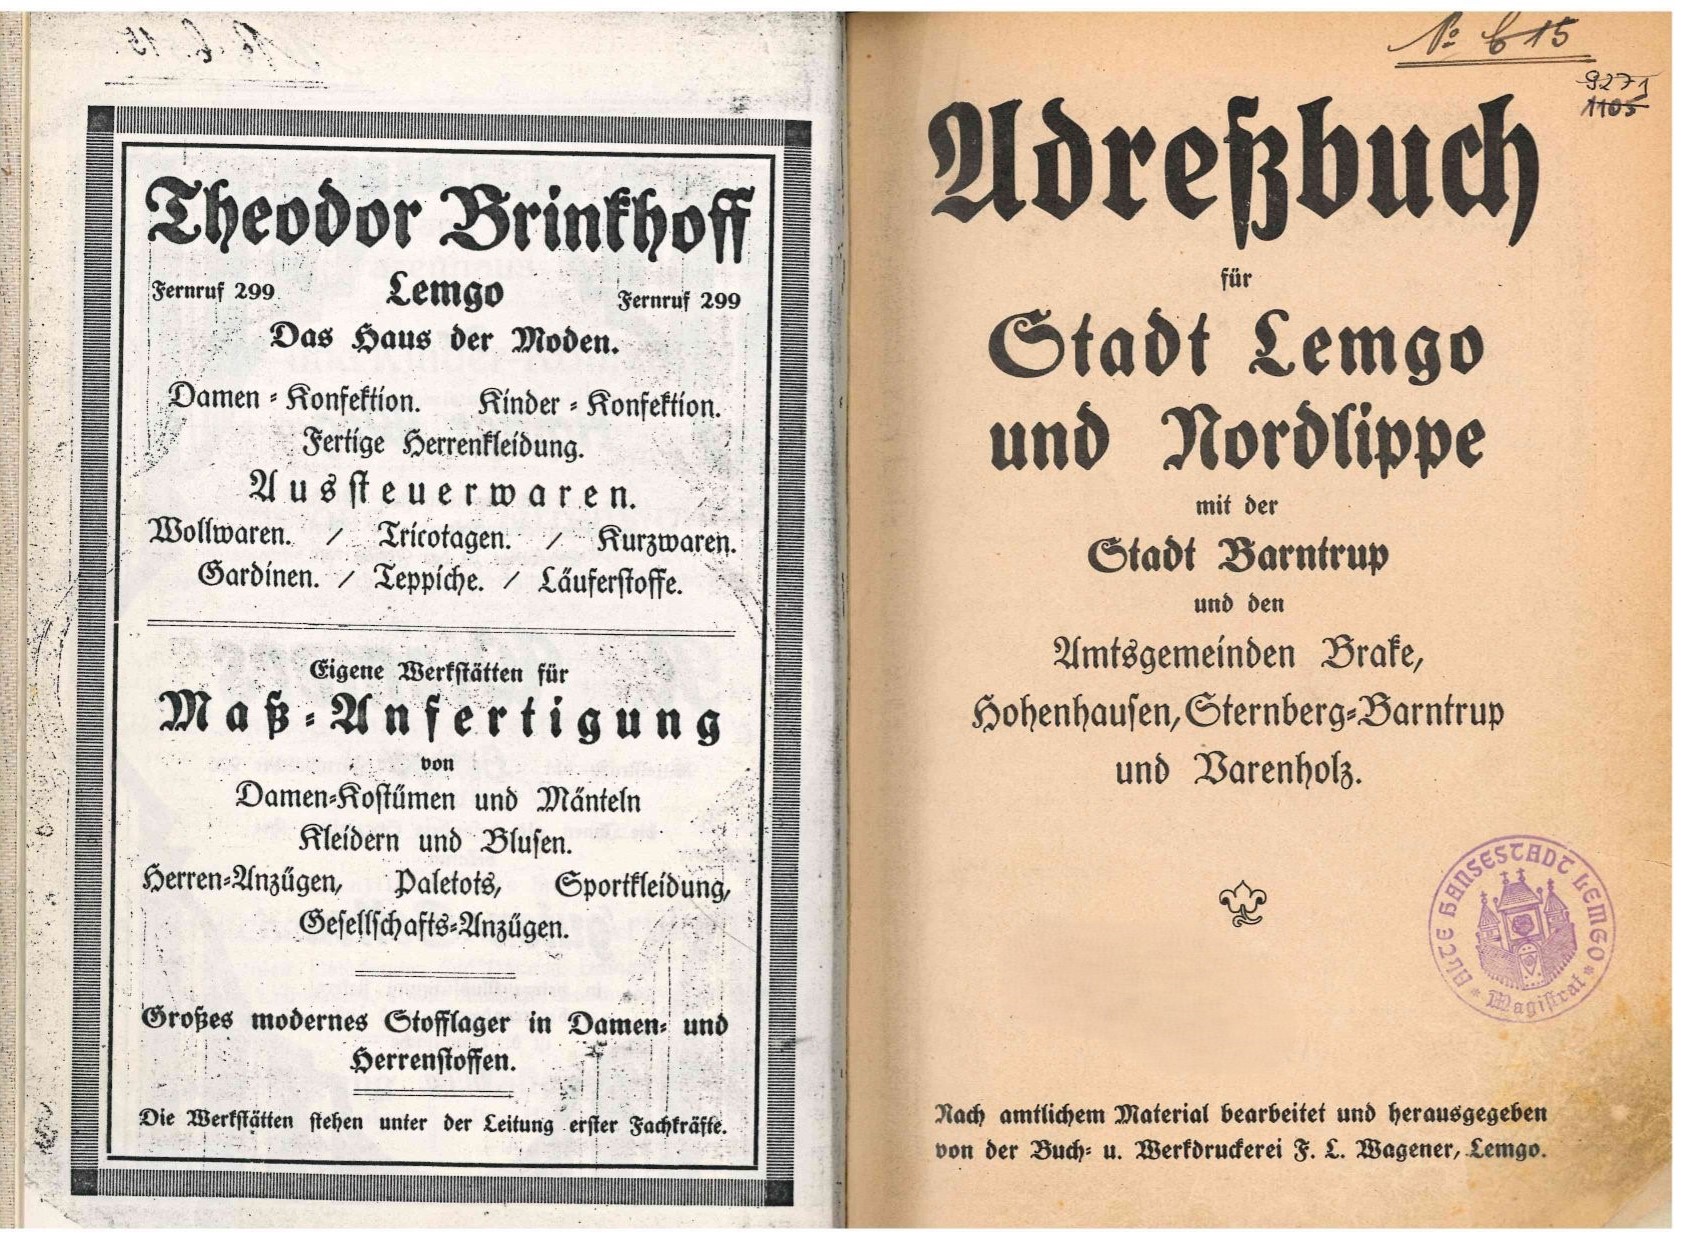 Theodor Brinkhoff
Fernruf 299 Lemgo Fernruf 299
Das Haus der Moden.
Damen-Konfektion. Kinder-Konfektion.
Fertige Herrenkleidung.
Aussteuerwaren.
Wollwaren. / Tricotagen. / Kurzwaren.
Gardinen. / Teppiche. / Läuferstoffe.
Eigene Werkstätten für
Maß-Anfertigung
von
Damen-Kostümen und Mänteln
Kleidern und Blusen.
Herren-Anzügen, Paletots, Sportkleidung,
Gesellschafts-Anzügen.
Großes modernes Stofflager in Damen- und
Herrenstoffen.
Die Werkstätten stehen unter der Leitung erster Fachkräfte.
No 615
9271
1105
Adreßbuch
für
Stadt Lemgo
und Nordlippe
mit der
Stadt Barntrup
und den
Amtsgemeinden Brake,
Hohenhausen, Sternberg-Barntrup
und Varenholz.
ALTE HANSESTADT LEMGO
* Magistrat *
Nach amtlichem Material bearbeitet und herausgegeben
von der Buch- u. Werkdruckerei F. L. Wagener, Lemgo.